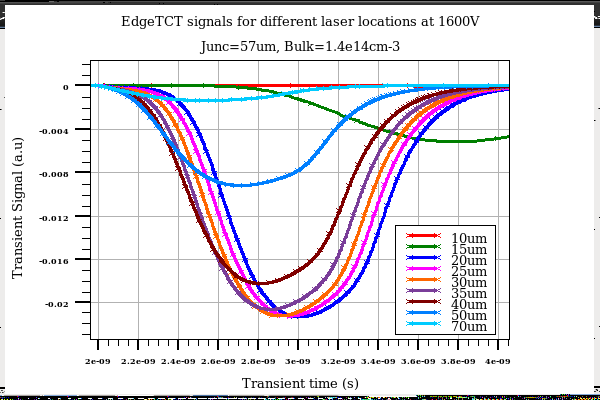 EdgeTCT signals for different laser locations at 1600V
Junc=57um, Bulk=1.4e14cm-3
Transient Signal (a.u)
0
-0.004
-0.008
-0.012
-0.016
-0.02
10um
15um
20um
25um
30um
35um
40um
50um
70um
2e-09 2.2e-09 2.4e-09 2.6e-09 2.8e-09 3e-09 3.2e-09 3.4e-09 3.6e-09 3.8e-09 4e-09
Transient time (s)